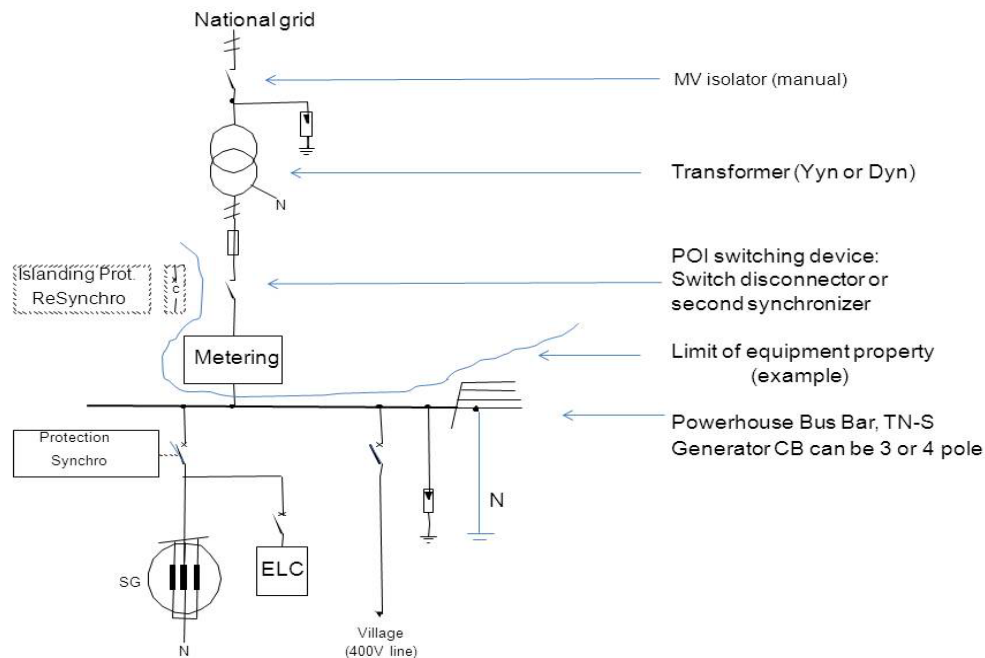 National grid
MV isolator (manual)
Transformer (Yyn or Dyn)
N
POI switching device:
Switch disconnector or
second synchronizer
Islanding Prot.
ReSynchro
C
Metering
Limit of equipment property
(example)
Powerhouse Bus Bar, TN-S
Generator CB can be 3 or 4 pole
Protection
Synchro
N
ELC
SG
N
Village
(400V line)